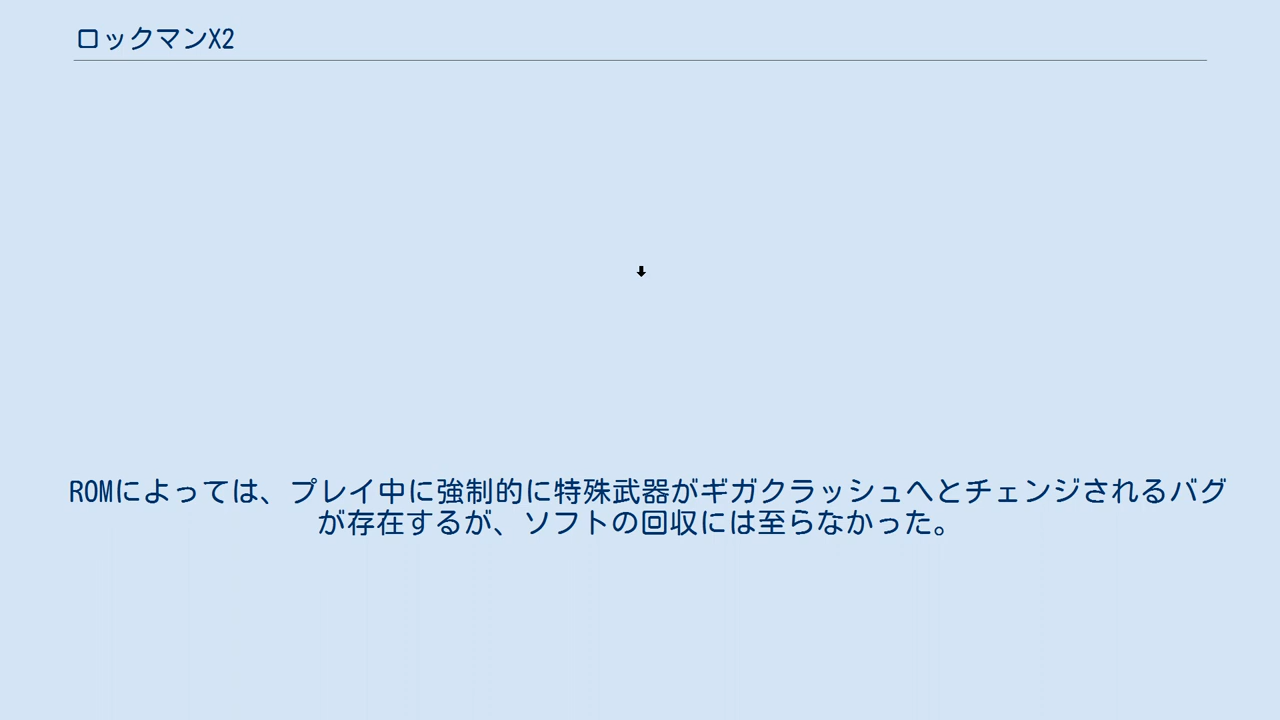 ロックマンX2
ROMによっては、プレイ中に強制的に特殊武器がギガクラッシュへとチェンジされるバグ
が存在するが、ソフトの回収には至らなかった。